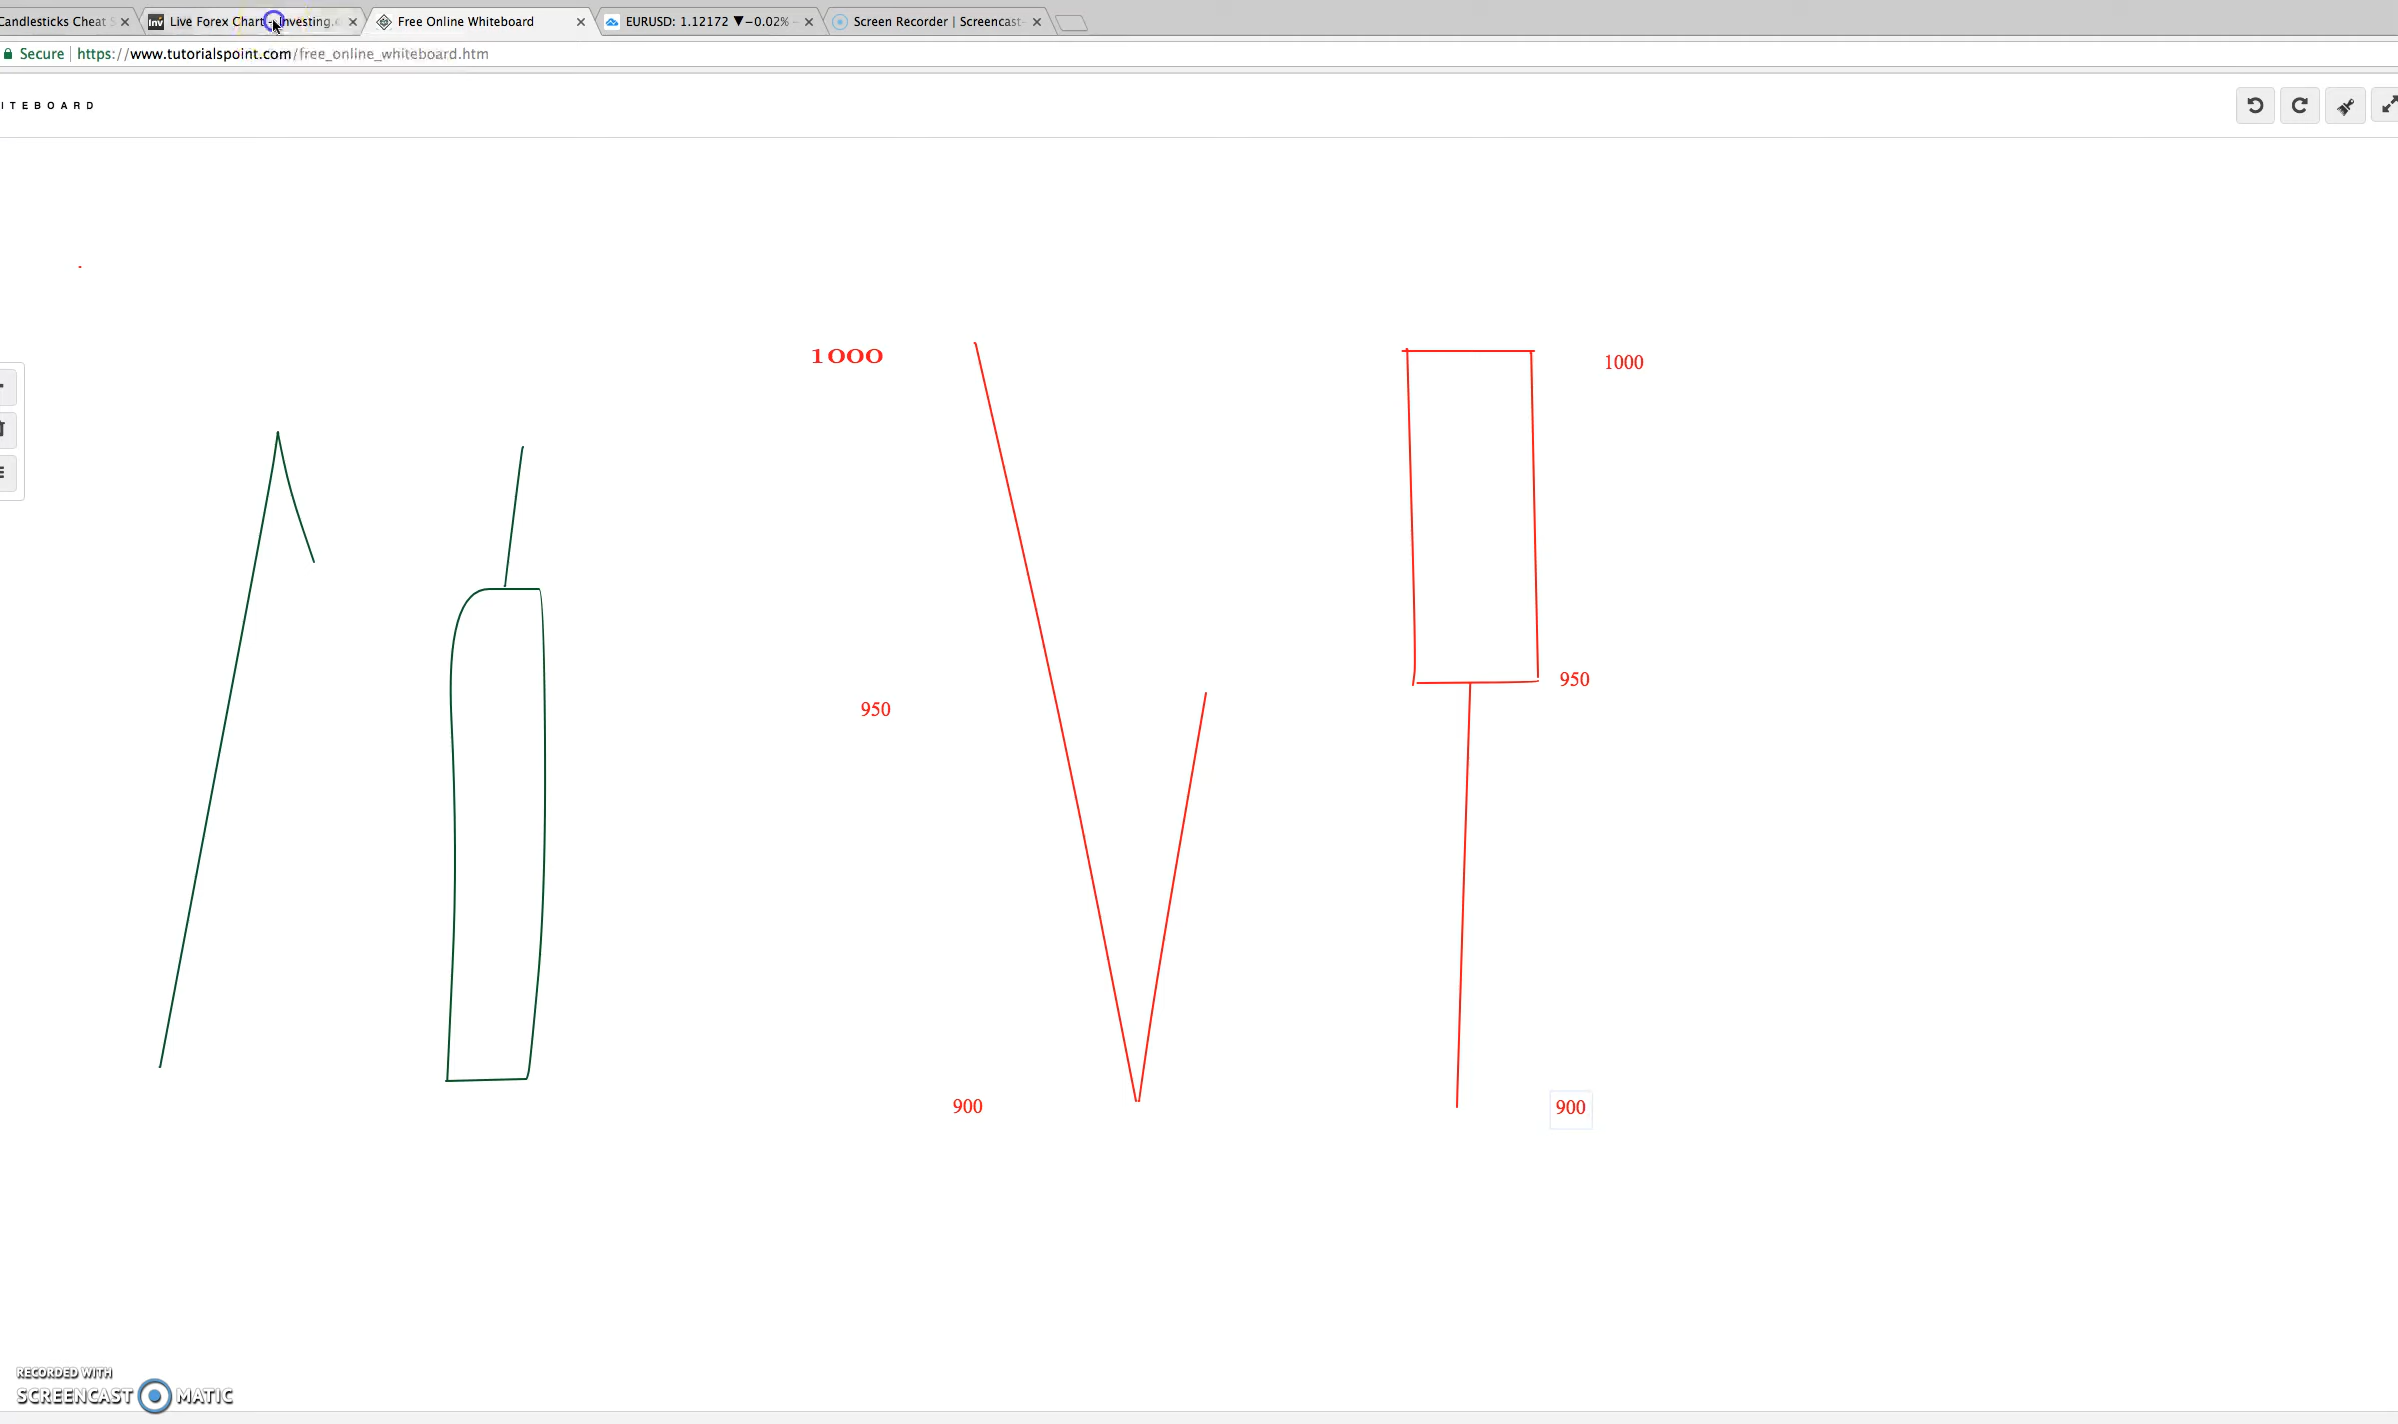 Candlesticks Cheat
Live Forex Chart - Investing.c
Free Online Whiteboard
EURUSD: 1.12172 ▼−0.02%
Screen Recorder | Screencast-
Secure | https://www.tutorialspoint.com/free_online_whiteboard.htm
ITEBOARD
1000
1000
950
950
900
900
RECORDED WITH
SCREENCAST MATIC